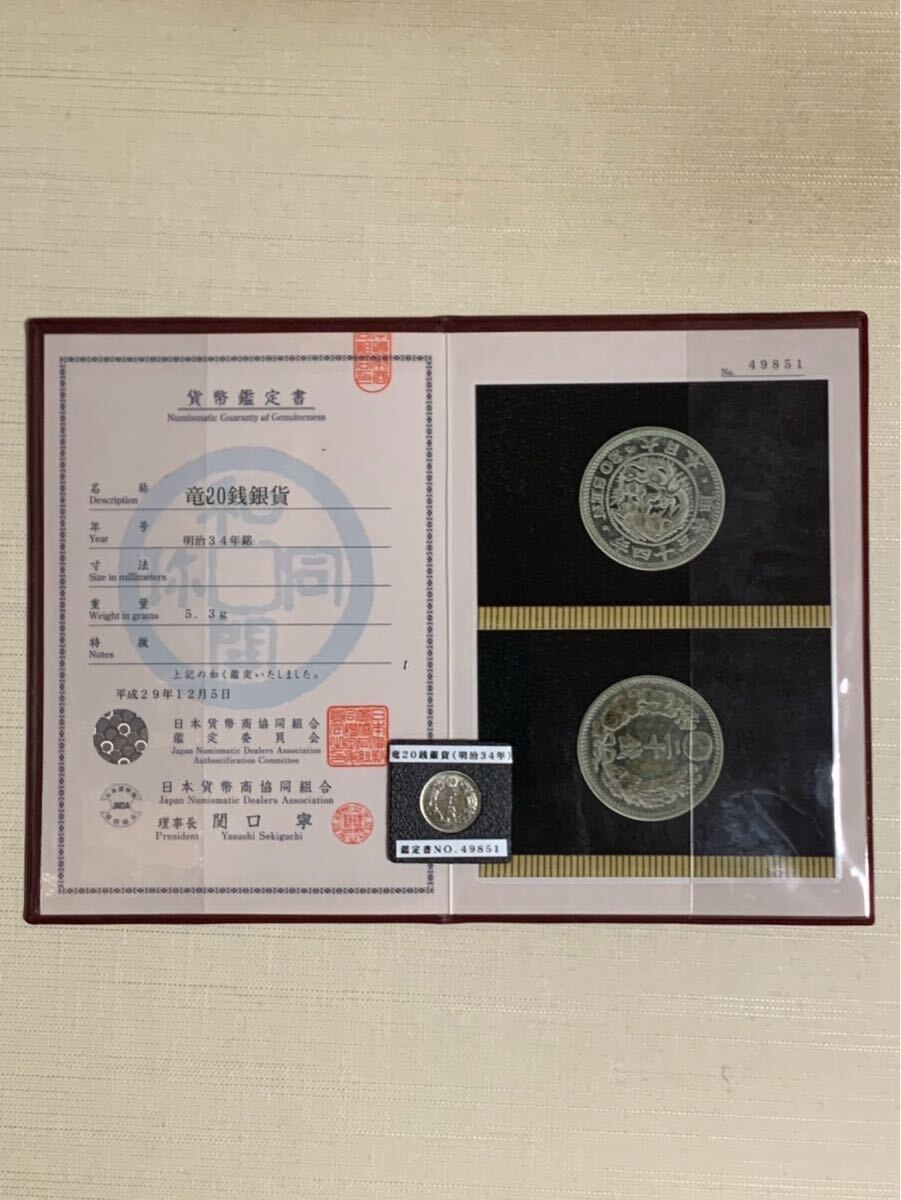 貨幣鑑定書
Numismatic Guaranty of Genuineness
名称 竜20銭銀貨
Description
年号 明治34年銘
Year
寸法
Size in millimeters
重量 5.3g
Weight in grams
特徴
Notes
上記の如く鑑定いたしました。
平成29年12月5日
日本貨幣商協同組合
鑑定委員会
Japan Numismatic Dealers Association
Authentification Committee
JNDA
日本貨幣商協同組合
Japan Numismatic Dealers Association
理事長 関口 寧
President Yasushi Sekiguchi
和同開珎
No. 49851
竜20銭銀貨(明治34年)
鑑定書NO.49851